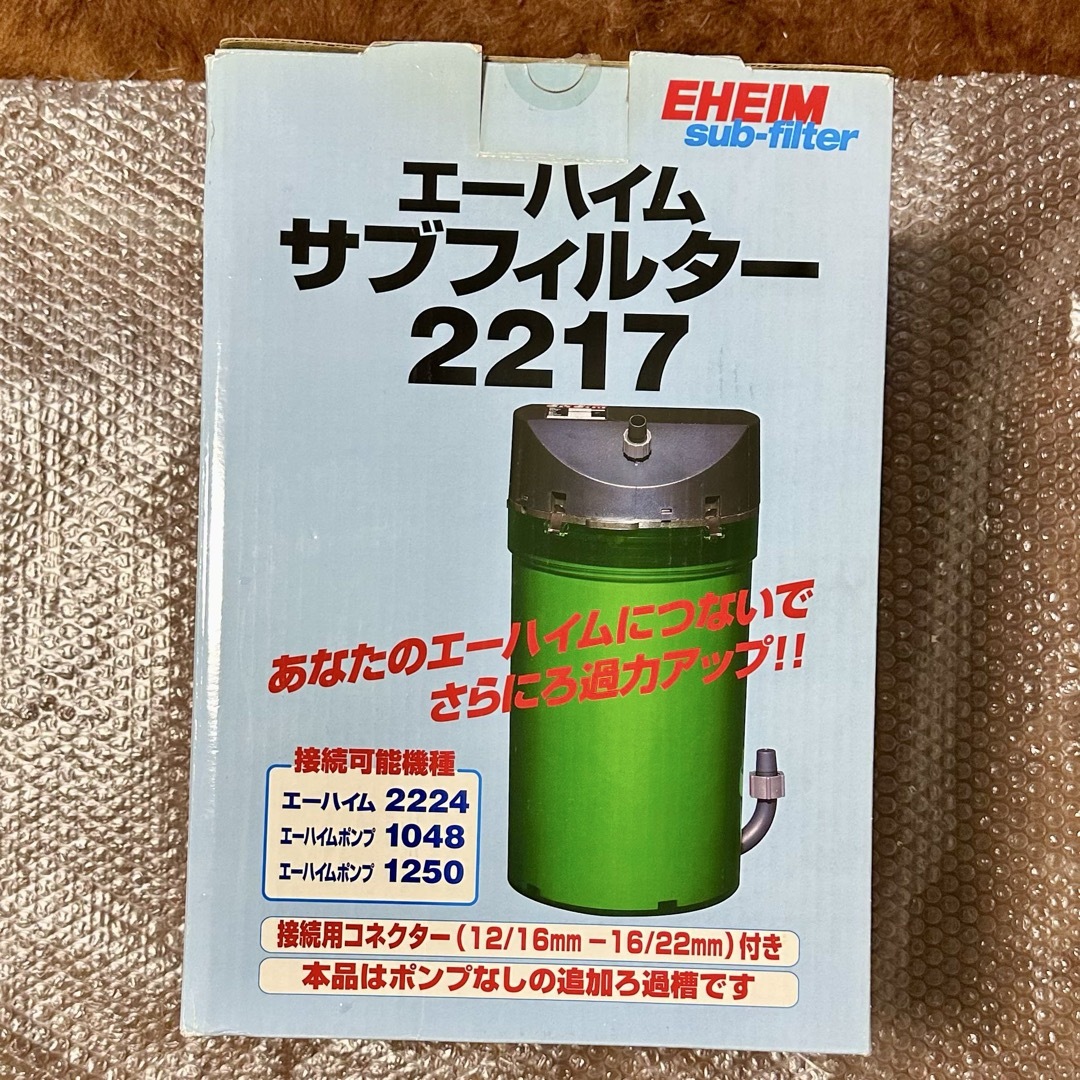 EHEIM
sub-filter
エーハイム
サブフィルター
2217
あなたのエーハイムにつないで
さらにろ過力アップ!!
接続可能機種
エーハイム 2224
エーハイムポンプ 1048
エーハイムポンプ 1250
接続用コネクター(12/16mm－16/22mm)付き
本品はポンプなしの追加ろ過槽です